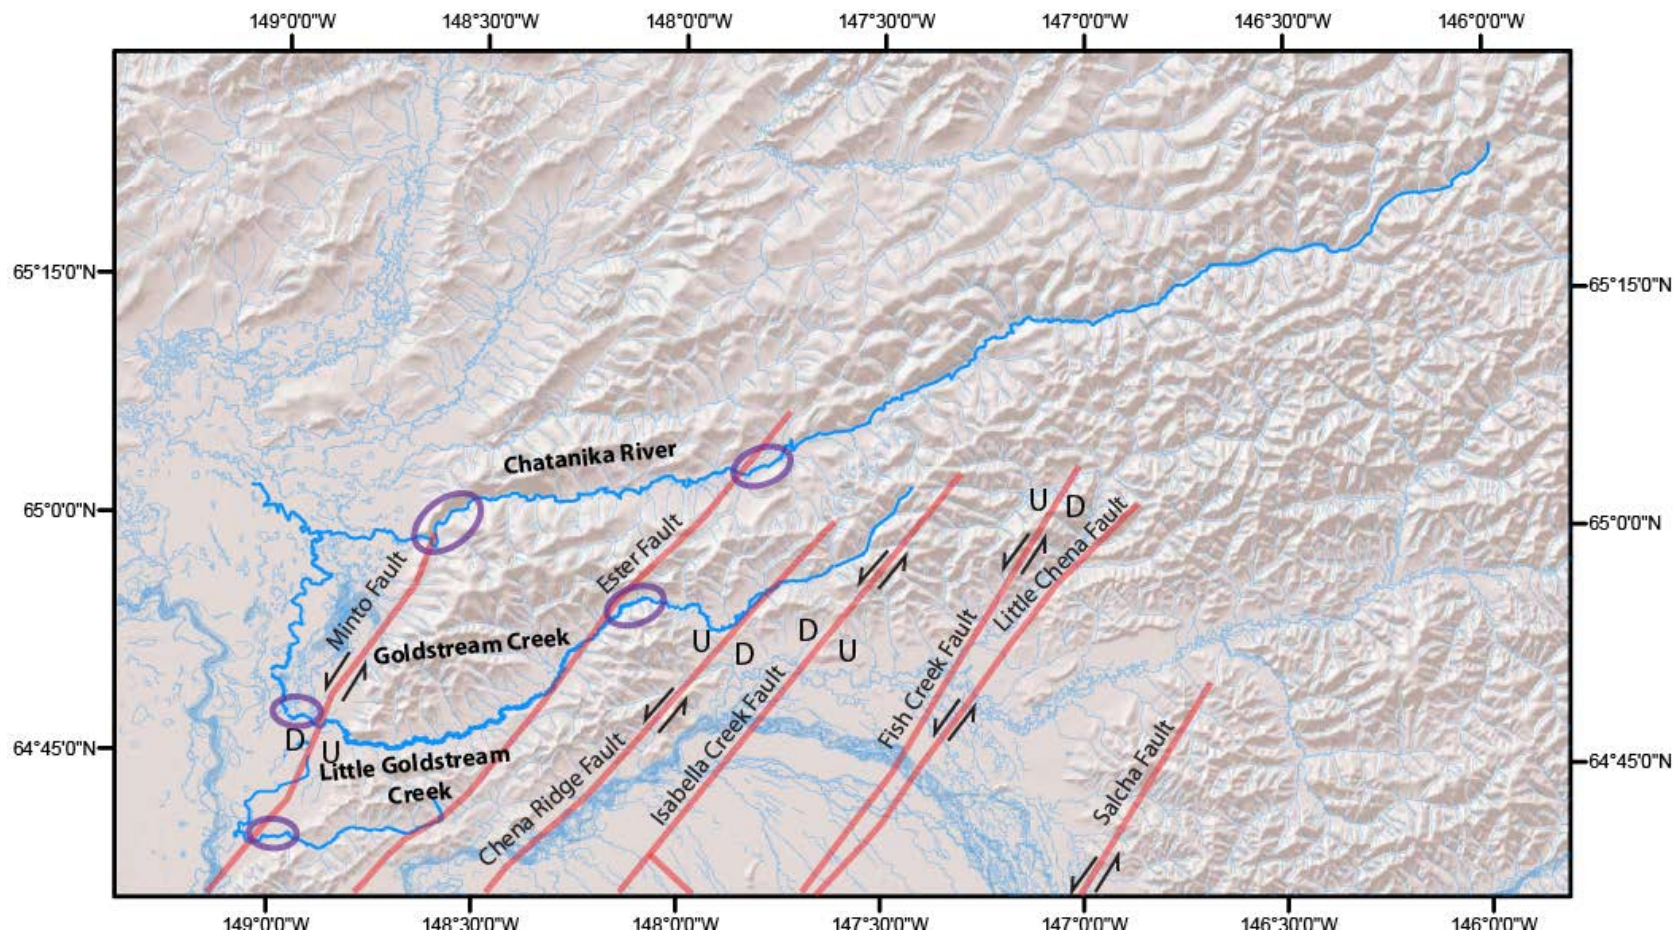 149°0'0"W
148°30'0"W
148°0'0"W
147°30'0"W
147°0'0"W
146°30'0"W
146°0'0"W
65°15'0"N
65°15'0"N
Chatanika River
65°0'0"N
65°0'0"N
U
D
Minto Fault
Ester Fault
Little Chena Fault
Goldstream Creek
U
D
D
U
Fish Creek Fault
D
U
64°45'0"N
64°45'0"N
Little Goldstream
Creek
Chena Ridge Fault
Isabella Creek Fault
Salcha Fault
149°0'0"W
148°30'0"W
148°0'0"W
147°30'0"W
147°0'0"W
146°30'0"W
146°0'0"W